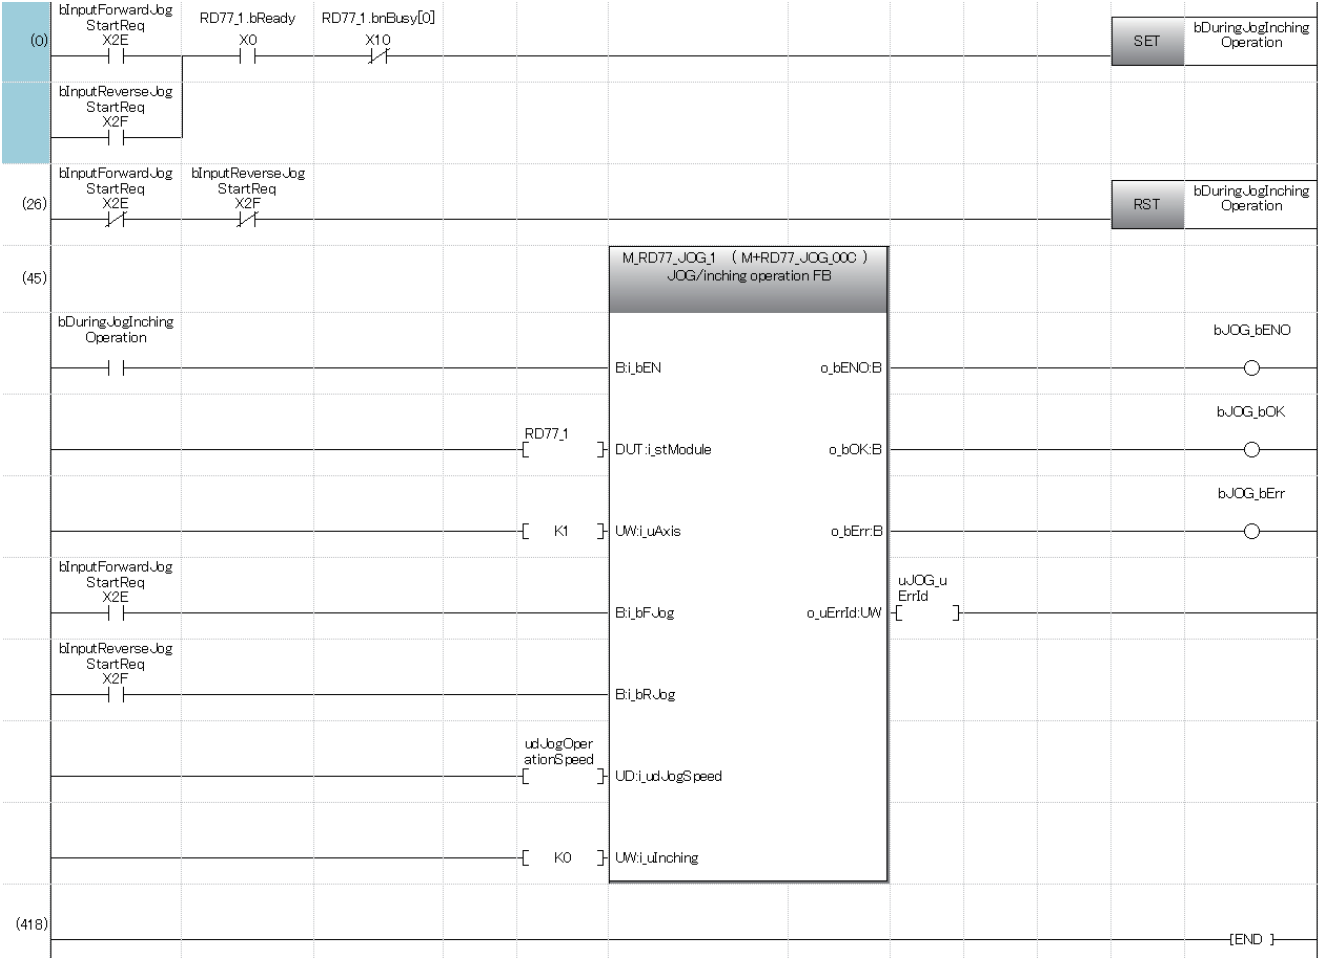 bInputForwardJog
StartReq
X2E
RD77_1.bReady
X0
RD77_1.bnBusy[0]
X10
(0)
SET
bDuringJogInching
Operation
bInputReverseJog
StartReq
X2F
bInputForwardJog
StartReq
X2E
bInputReverseJog
StartReq
X2F
(26)
RST
bDuringJogInching
Operation
(45)
M_RD77_JOG_1 ( M+RD77_JOG_00C )
JOG/inching operation FB
bDuringJogInching
Operation
B:i_bEN
o_bENO:B
bJOG_bENO
RD77_1
DUT:i_stModule
o_bOK:B
bJOG_bOK
K1
UW:i_uAxis
o_bErr:B
bJOG_bErr
bInputForwardJog
StartReq
X2E
B:i_bFJog
o_uErrId:UW
uJOG_u
ErrId
bInputReverseJog
StartReq
X2F
B:i_bRJog
udJogOper
ationSpeed
UD:i_udJogSpeed
K0
UW:i_uInching
(418)
[END ]